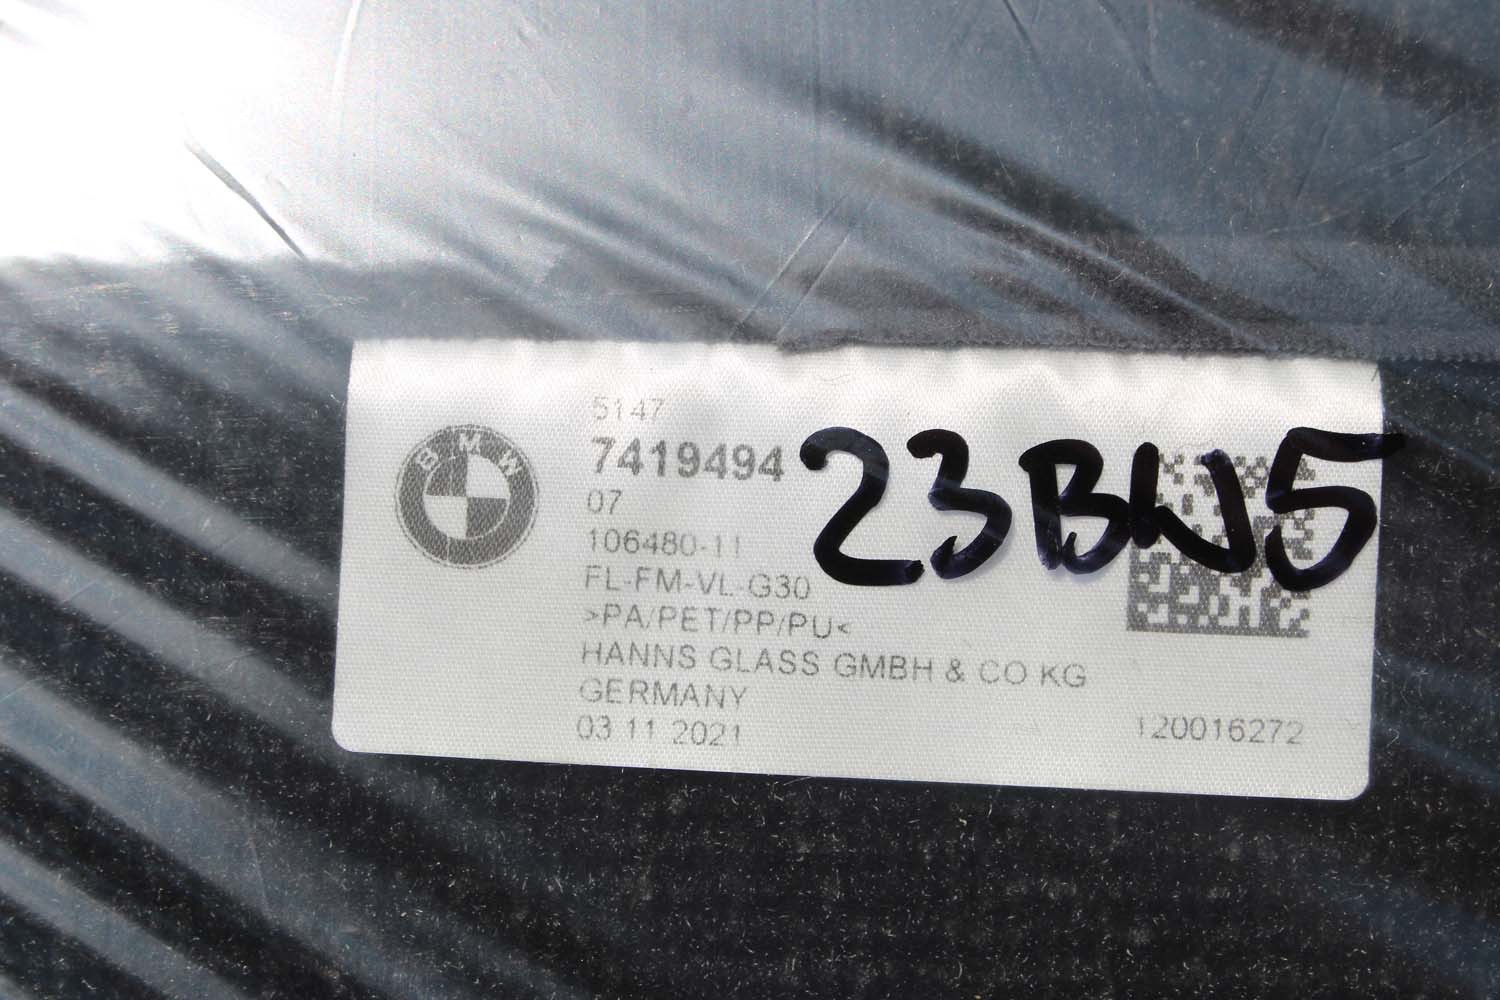 BMW
5147
7419494
23BW5
07
106480-11
FL-FM-VL-G30
>PA/PET/PP/PU<
HANNS GLASS GMBH & CO KG
GERMANY
03 11 2021
120016272